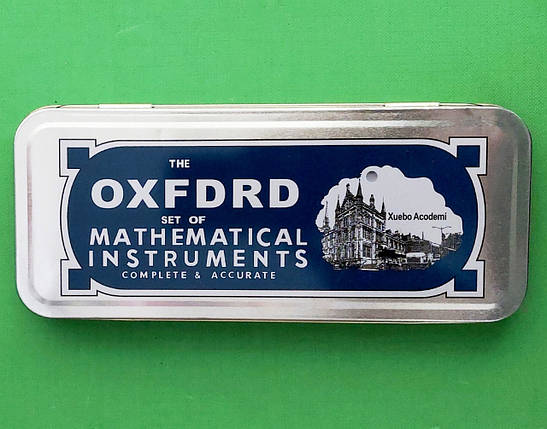 THE
OXFDRD
SET OF
MATHEMATICAL
INSTRUMENTS
COMPLETE & ACCURATE
Xuebo Acodemi